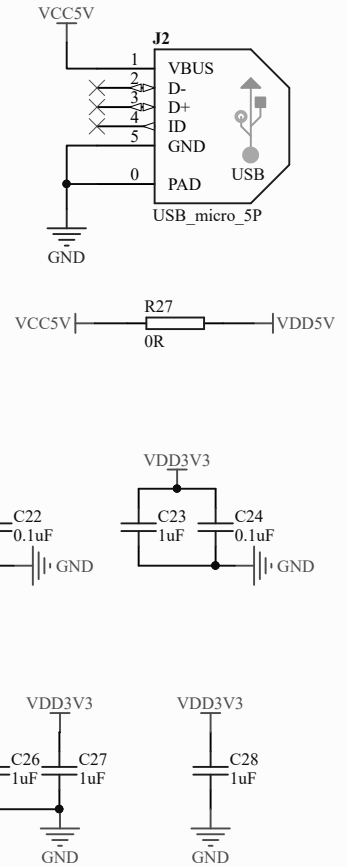 VCC5V
J2
1 VBUS
2 D-
3 D+
4 ID
5 GND
0 PAD
USB
USB_micro_5P
GND
R27
VCC5V VDD5V
0R
VDD3V3
C22 C23 C24
0.1uF 1uF 0.1uF
GND GND
VDD3V3 VDD3V3
C26 C27 C28
1uF 1uF 1uF
GND GND